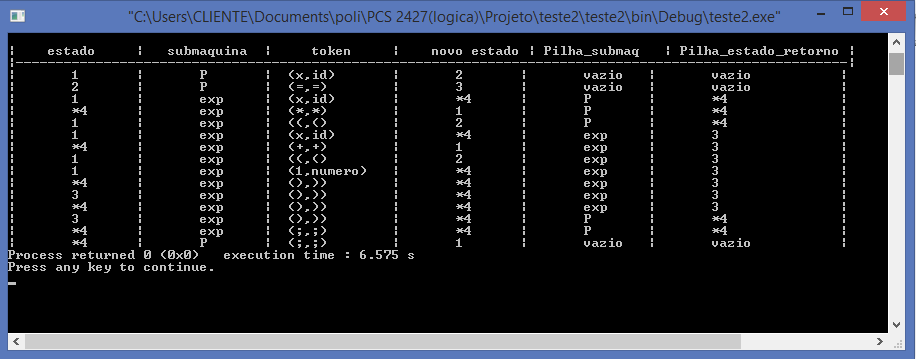 "C:\Users\CLIENTE\Documents\poli\PCS 2427(logica)\Projeto\teste2\teste2\bin\Debug\teste2.exe"
¦ estado ¦ submaquina ¦ token ¦ novo estado ¦ Pilha_submaq ¦ Pilha_estado_retorno ¦
¦ 1 ¦ P ¦ (x,id) ¦ 2 ¦ vazio ¦ vazio ¦
¦ 2 ¦ P ¦ (=,=) ¦ 3 ¦ vazio ¦ vazio ¦
¦ 1 ¦ exp ¦ (x,id) ¦ *4 ¦ P ¦ *4 ¦
¦ *4 ¦ exp ¦ (*,*) ¦ 1 ¦ P ¦ *4 ¦
¦ 1 ¦ exp ¦ ((,() ¦ 2 ¦ P ¦ *4 ¦
¦ 1 ¦ exp ¦ (x,id) ¦ *4 ¦ exp ¦ 3 ¦
¦ *4 ¦ exp ¦ (+,+) ¦ 1 ¦ exp ¦ 3 ¦
¦ 1 ¦ exp ¦ ((,() ¦ 2 ¦ exp ¦ 3 ¦
¦ 1 ¦ exp ¦ (1,numero) ¦ *4 ¦ exp ¦ 3 ¦
¦ *4 ¦ exp ¦ (),)) ¦ *4 ¦ exp ¦ 3 ¦
¦ 3 ¦ exp ¦ (),)) ¦ *4 ¦ exp ¦ 3 ¦
¦ *4 ¦ exp ¦ (),)) ¦ *4 ¦ exp ¦ 3 ¦
¦ 3 ¦ exp ¦ (),)) ¦ *4 ¦ P ¦ *4 ¦
¦ *4 ¦ exp ¦ (;,;) ¦ *4 ¦ P ¦ *4 ¦
¦ *4 ¦ P ¦ (;,;) ¦ 1 ¦ vazio ¦ vazio ¦
Process returned 0 (0x0)   execution time : 6.575 s
Press any key to continue.